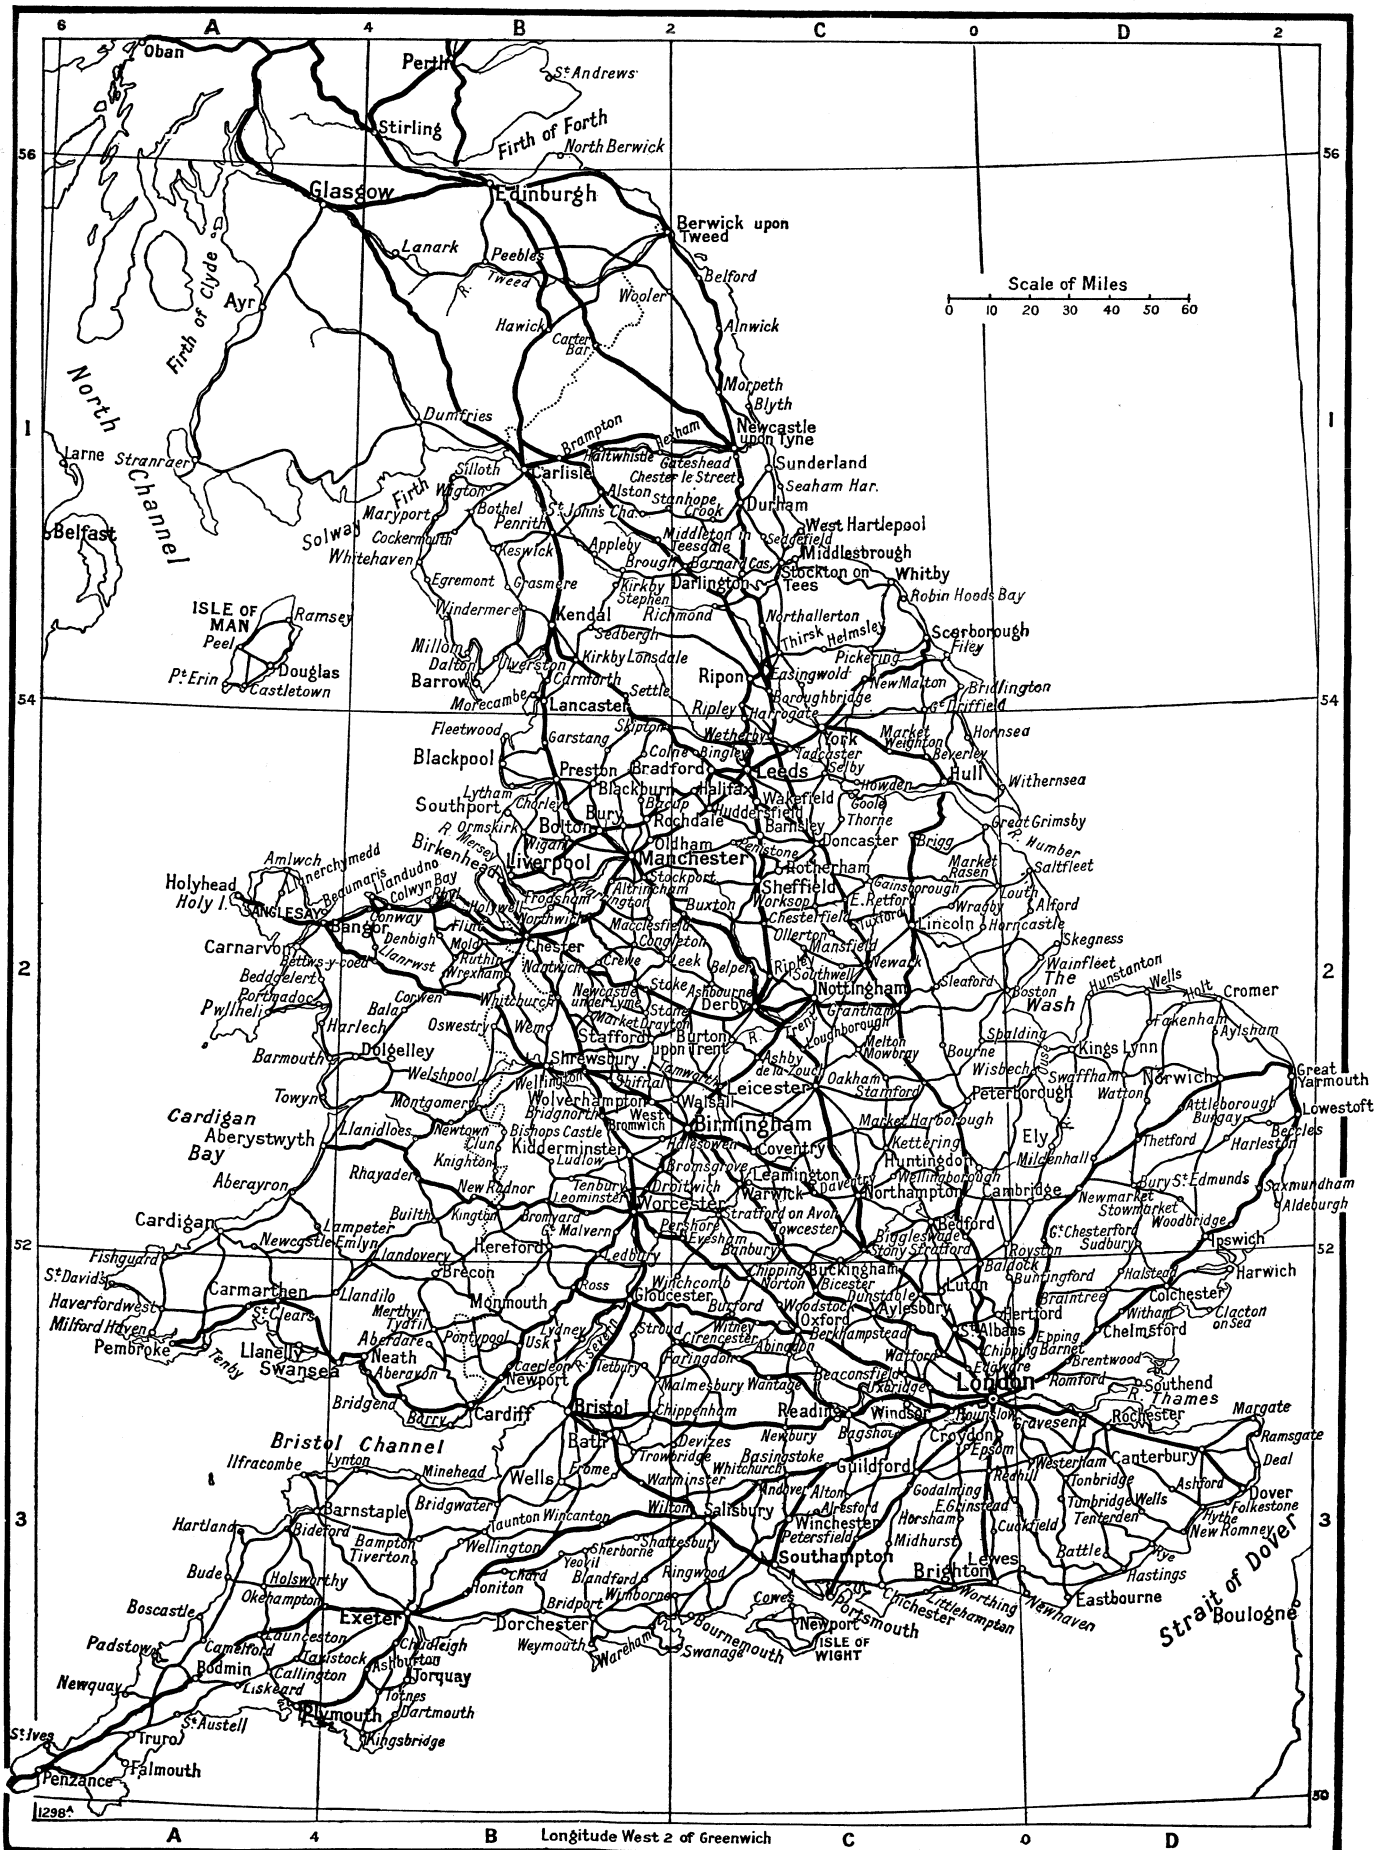 6 A 4 B 2 C 0 D 2
Oban
Perth
St Andrews
Stirling
Firth of Forth
North Berwick
56 56
Glasgow
Edinburgh
Berwick upon
Tweed
Lanark
Peebles
R. Tweed
Belford
Firth of Clyde
Ayr
Wooler
Scale of Miles
0 10 20 30 40 50 60
Hawick
Carter
Bar
Alnwick
North Channel
Morpeth
Blyth
Dumfries
1 1
Brampton
Hexham
Newcastle
upon Tyne
Larne
Stranraer
Haltwhistle
Gateshead
Sunderland
Silloth
Carlisle
Chester le Street
Seaham Har.
Solway Firth
Wigton
Alston
Stanhope
Durham
Maryport
Bothel
St John's Cha.
Crook
Belfast
Penrith
West Hartlepool
Cockermouth
Middleton in
Teesdale
Sedgefield
Whitehaven
Keswick
Appleby
Middlesbrough
Brough
Barnard Cas.
Stockton on
Tees
Whitby
Egremont
Grasmere
Kirkby
Stephen
Darlington
Robin Hoods Bay
ISLE OF
MAN
Ramsey
Windermere
Kendal
Richmond
Northallerton
Peel
Sedbergh
Thirsk
Helmsley
Scarborough
Millom
Filey
Dalton
Ulverston
Kirkby Lonsdale
Pickering
Douglas
Pt Erin
Castletown
Barrow
Carnforth
Ripon
Easingwold
New Malton
Bridlington
Morecambe
Settle
Boroughbridge
54 54
Lancaster
Ripley
Harrogate
Gt Driffield
Fleetwood
Garstang
Skipton
Wetherby
York
Market
Weighton
Hornsea
Blackpool
Colne
Bingley
Tadcaster
Beverley
Preston
Bradford
Leeds
Selby
Hull
Withernsea
Lytham
Blackburn
Halifax
Howden
Southport
Chorley
Bacup
Wakefield
Goole
Bury
Huddersfield
Thorne
Ormskirk
Bolton
Rochdale
Barnsley
Great Grimsby
R. Mersey
Wigan
Oldham
Penistone
Doncaster
Brigg
R. Humber
Birkenhead
Liverpool
Manchester
Market
Rasen
Saltfleet
Amlwch
Llanerchymedd
Stockport
Rotherham
Holyhead
Holy I.
Beaumaris
Llandudno
Colwyn Bay
Rhyl
Warrington
Altrincham
Sheffield
Gainsborough
Louth
ANGLESAY
Conway
Holywell
Frodsham
Northwich
Buxton
Worksop
E. Retford
Wragby
Alford
Bangor
Flint
Macclesfield
Chesterfield
Tuxford
Lincoln
Horncastle
Carnarvon
Denbigh
Mold
Chester
Congleton
Ollerton
Mansfield
Skegness
Bettws-y-coed
Llanrwst
Ruthin
Wrexham
Nantwich
Crewe
Leek
Belper
Ripley
Southwell
Newark
Sleaford
Wainfleet
2 2
Beddgelert
Portmadoc
Pwllheli
Corwen
Whitchurch
Newcastle
under Lyme
Stoke
Ashbourne
Nottingham
Boston
The
Wash
Hunstanton
Wells
Holt
Cromer
Bala
Market Drayton
Stone
Derby
Grantham
Fakenham
Harlech
Oswestry
Wem
Stafford
Burton
upon Trent
R. Trent
Loughborough
Spalding
Aylsham
Barmouth
Dolgelley
Shrewsbury
Melton
Mowbray
Bourne
R. Ouse
Kings Lynn
Ashby
de la Zouch
Great
Yarmouth
Towyn
Welshpool
Wellington
Shifnal
Tamworth
Leicester
Oakham
Stamford
Wisbech
Swaffham
Norwich
Cardigan
Bay
Montgomery
Wolverhampton
Walsall
Peterborough
Watton
Attleborough
Lowestoft
Bridgnorth
West
Bromwich
Birmingham
Market Harborough
Bungay
Beccles
Aberystwyth
Llanidloes
Newtown
Clun
Bishops Castle
Halesowen
Kettering
Ely
Thetford
Harleston
Kidderminster
Coventry
Huntingdon
Mildenhall
Knighton
Ludlow
Bromsgrove
Rhayader
New Radnor
Tenbury
Droitwich
Leamington
Daventry
Wellingborough
Bury St Edmunds
Saxmundham
Aberayron
Leominster
Worcester
Warwick
Northampton
Cambridge
Newmarket
Stowmarket
Aldeburgh
Builth
Kington
Bromyard
Stratford on Avon
Bedford
Cardigan
Lampeter
Gt Malvern
Pershore
Towcester
Biggleswade
Gt Chesterford
Woodbridge
Newcastle Emlyn
Hereford
Evesham
Sudbury
Ipswich
Fishguard
Llandovery
Ledbury
Banbury
Stony Stratford
Royston
52 52
St David's
Brecon
Ross
Winchcomb
Chipping
Norton
Buckingham
Baldock
Buntingford
Halstead
Harwich
Carmarthen
Llandilo
Gloucester
Bicester
Luton
Braintree
Colchester
Haverfordwest
St Clears
Merthyr
Tydfil
Monmouth
Burford
Woodstock
Dunstable
Hertford
Witham
Clacton
on Sea
Milford Haven
Aberdare
Pontypool
Lydney
Stroud
Witney
Oxford
Aylesbury
St Albans
Epping
Chelmsford
Pembroke
Usk
R. Severn
Cirencester
Berkhampstead
Chipping Barnet
Tenby
Llanelly
Swansea
Neath
Caerleon
Tetbury
Faringdon
Abingdon
Watford
Edgware
Brentwood
Aberavon
Newport
Malmesbury
Wantage
Beaconsfield
Uxbridge
London
Romford
Southend
R. Thames
Bridgend
Barry
Cardiff
Bristol
Chippenham
Reading
Windsor
Hounslow
Gravesend
Rochester
Margate
Bristol Channel
Bath
Devizes
Newbury
Bagshot
Croydon
Ramsgate
Ilfracombe
Lynton
Minehead
Trowbridge
Basingstoke
Epsom
Canterbury
Deal
Wells
Frome
Warminster
Whitchurch
Guildford
Redhill
Westerham
Tonbridge
Ashford
Barnstaple
Bridgwater
Andover
Alton
Godalming
Dover
Wilton
Salisbury
Alresford
E. Grinstead
Tunbridge Wells
Folkestone
3 3
Hartland
Bideford
Taunton
Wincanton
Winchester
Horsham
Cuckfield
Tenterden
Hythe
New Romney
Bampton
Tiverton
Wellington
Shaftesbury
Petersfield
Midhurst
Sherborne
Southampton
Lewes
Battle
Rye
Bude
Holsworthy
Chard
Yeovil
Blandford
Ringwood
Brighton
Hastings
Okehampton
Honiton
Wimborne
Cowes
Portsmouth
Chichester
Littlehampton
Worthing
Newhaven
Eastbourne
Strait of Dover
Boulogne
Boscastle
Exeter
Bridport
Dorchester
Newport
ISLE OF
WIGHT
Launceston
Chudleigh
Weymouth
Wareham
Swanage
Bournemouth
Padstow
Camelford
Tavistock
Ashburton
Bodmin
Callington
Torquay
Newquay
Liskeard
Totnes
Plymouth
Dartmouth
St Austell
Kingsbridge
St Ives
Truro
Falmouth
Penzance
50
1298A
A 4 B Longitude West 2 of Greenwich C 0 D